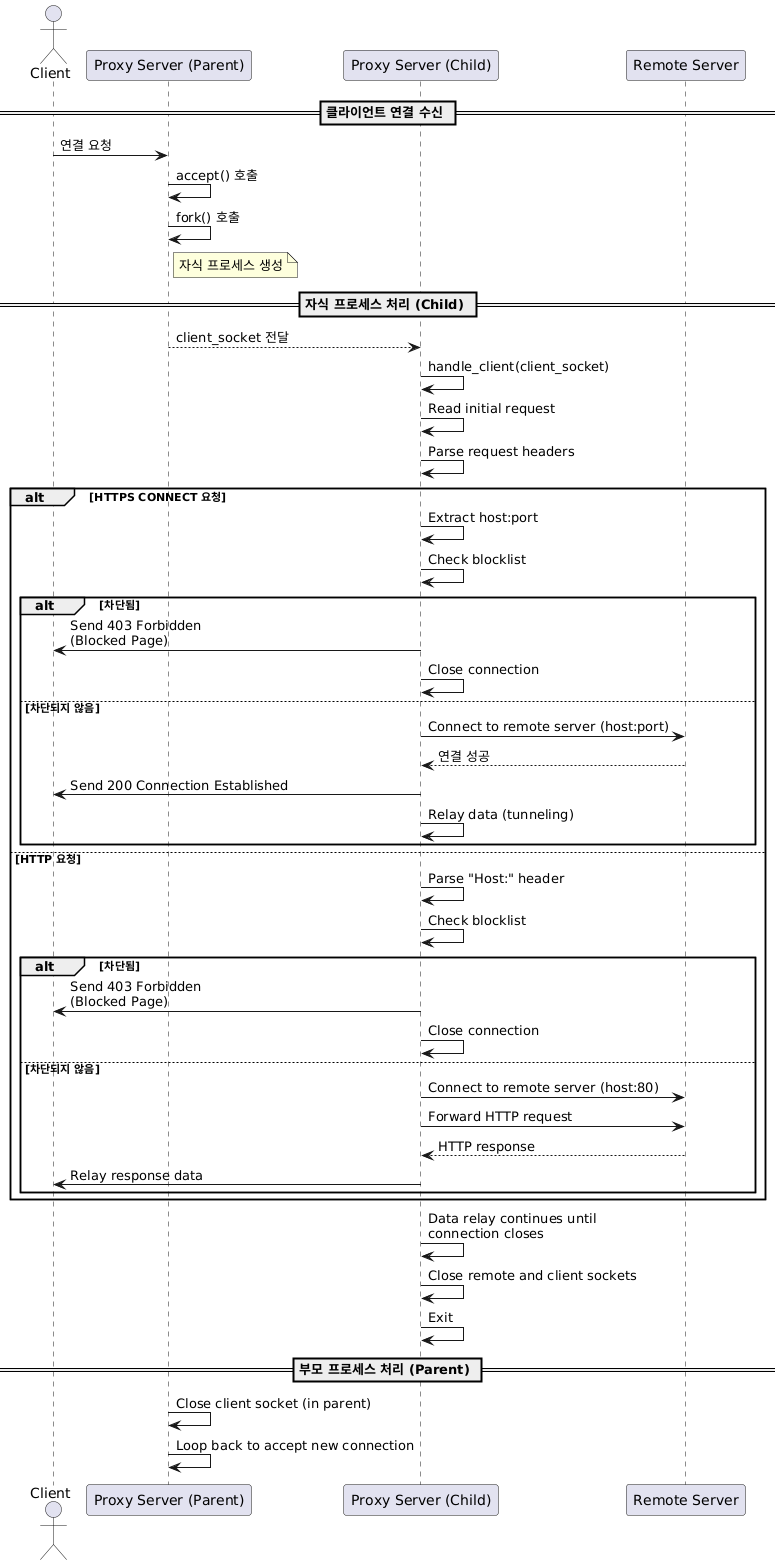 Client
Proxy Server (Parent)
Proxy Server (Child)
Remote Server
클라이언트 연결 수신
연결 요청
accept() 호출
fork() 호출
자식 프로세스 생성
자식 프로세스 처리 (Child)
client_socket 전달
handle_client(client_socket)
Read initial request
Parse request headers
alt
[HTTPS CONNECT 요청]
Extract host:port
Check blocklist
alt
[차단됨]
Send 403 Forbidden
(Blocked Page)
Close connection
[차단되지 않음]
Connect to remote server (host:port)
연결 성공
Send 200 Connection Established
Relay data (tunneling)
[HTTP 요청]
Parse "Host:" header
Check blocklist
alt
[차단됨]
Send 403 Forbidden
(Blocked Page)
Close connection
[차단되지 않음]
Connect to remote server (host:80)
Forward HTTP request
HTTP response
Relay response data
Data relay continues until
connection closes
Close remote and client sockets
Exit
부모 프로세스 처리 (Parent)
Close client socket (in parent)
Loop back to accept new connection
Client
Proxy Server (Parent)
Proxy Server (Child)
Remote Server